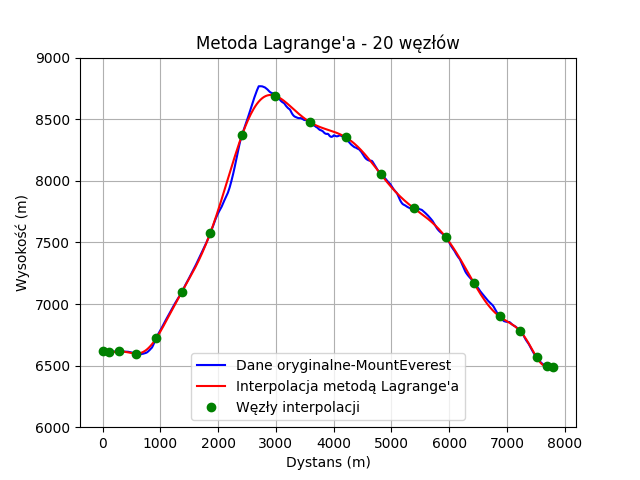 Metoda Lagrange'a - 20 węzłów
Wysokość (m)
9000
8500
8000
7500
7000
6500
6000
0 1000 2000 3000 4000 5000 6000 7000 8000
Dystans (m)
Dane oryginalne-MountEverest
Interpolacja metodą Lagrange'a
Węzły interpolacji